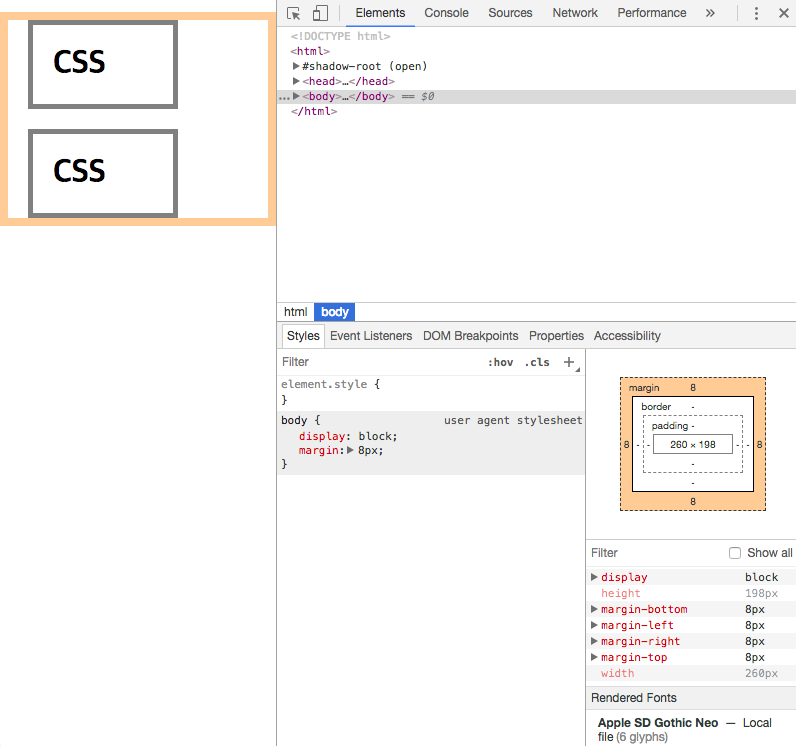 CSS
CSS
Elements Console Sources Network Performance »
<!DOCTYPE html>
<html>
▶#shadow-root (open)
▶<head>…</head>
…▶<body>…</body> == $0
</html>
html body
Styles Event Listeners DOM Breakpoints Properties Accessibility
Filter :hov .cls +
element.style {
}
body { user agent stylesheet
display: block;
margin:▶8px;
}
margin 8
border -
padding -
8 - - 260 × 198 - - 8
-
-
8
Filter Show all
▶display block
height 198px
▶margin-bottom 8px
▶margin-left 8px
▶margin-right 8px
▶margin-top 8px
width 260px
Rendered Fonts
Apple SD Gothic Neo — Local
file (6 glyphs)